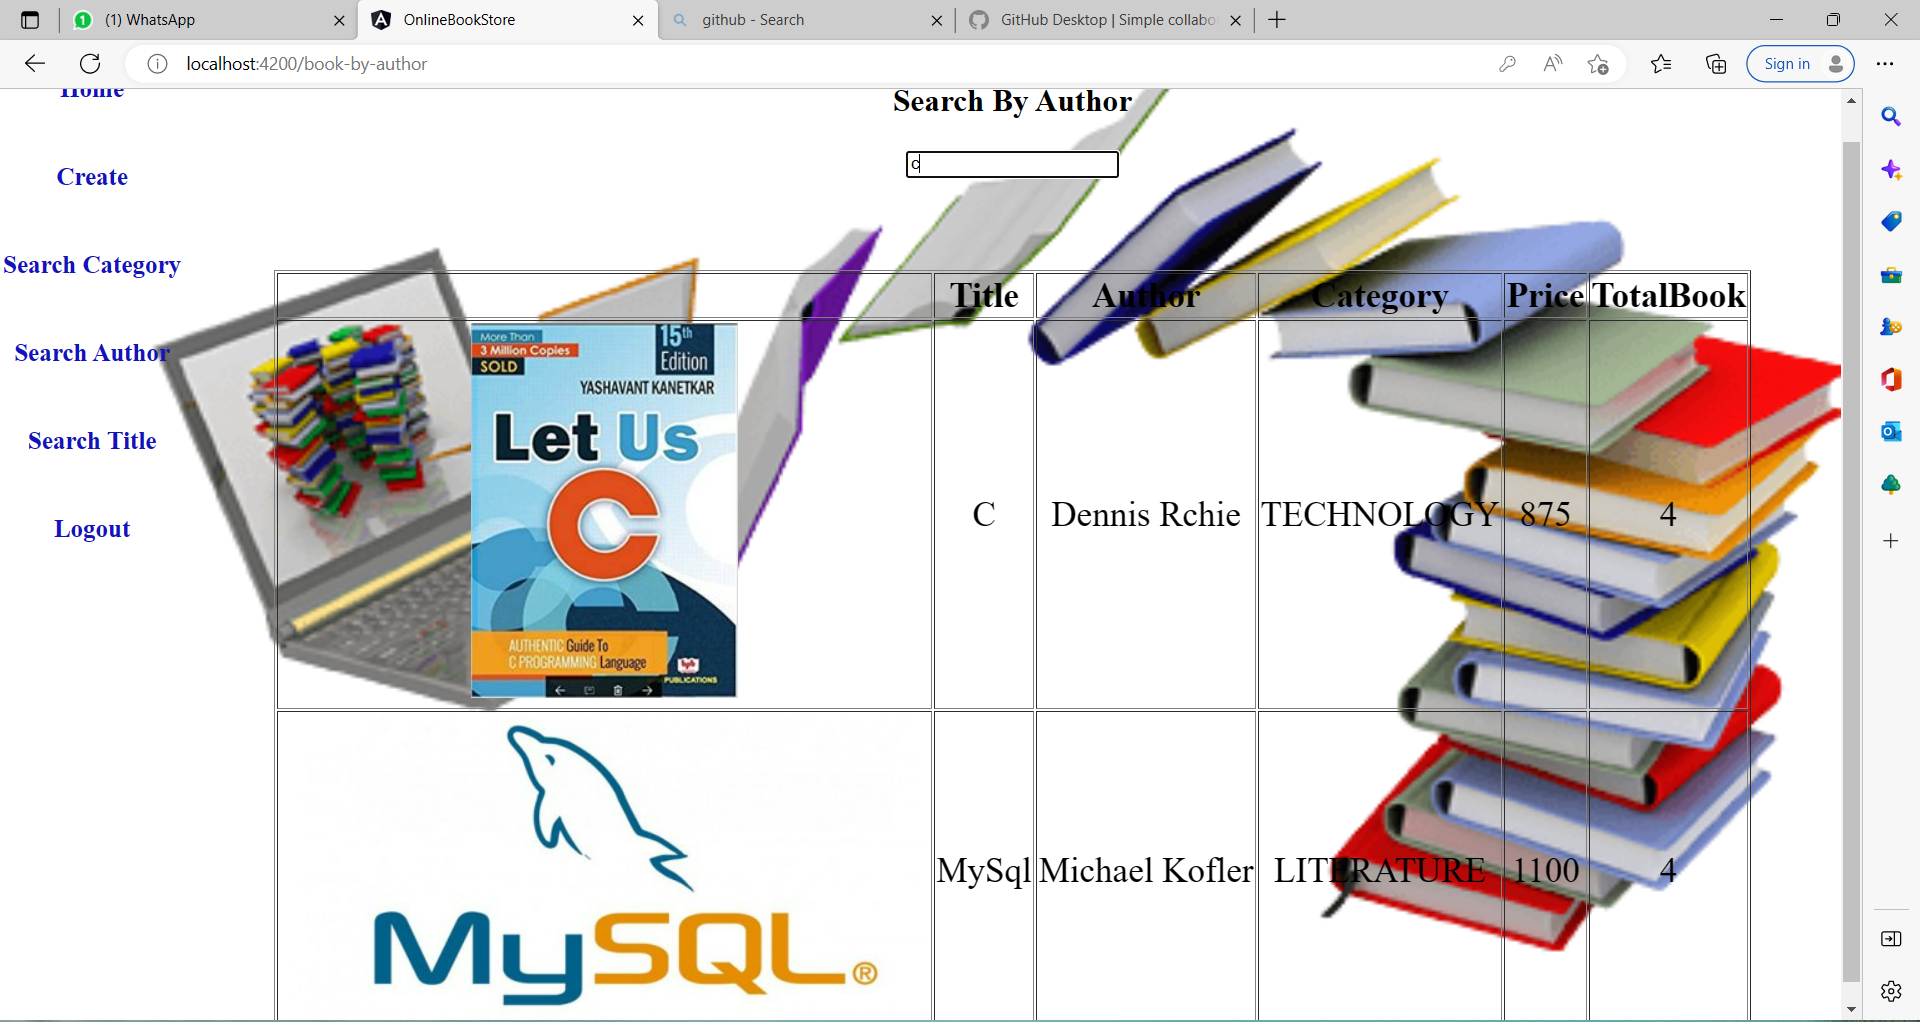 (1) WhatsApp
OnlineBookStore
github - Search
GitHub Desktop | Simple collabo
localhost:4200/book-by-author
Sign in
Home
Create
Search Category
Search Author
Search Title
Logout
Search By Author
c
Title Author Category Price TotalBook
More Than
3 Million Copies
SOLD
15th
Edition
YASHAVANT KANETKAR
Let Us
C
AUTHENTIC Guide To
C PROGRAMMING Language
bpb
PUBLICATIONS
C Dennis Rchie TECHNOLOGY 875 4
MySQL®
MySql Michael Kofler LITERATURE 1100 4